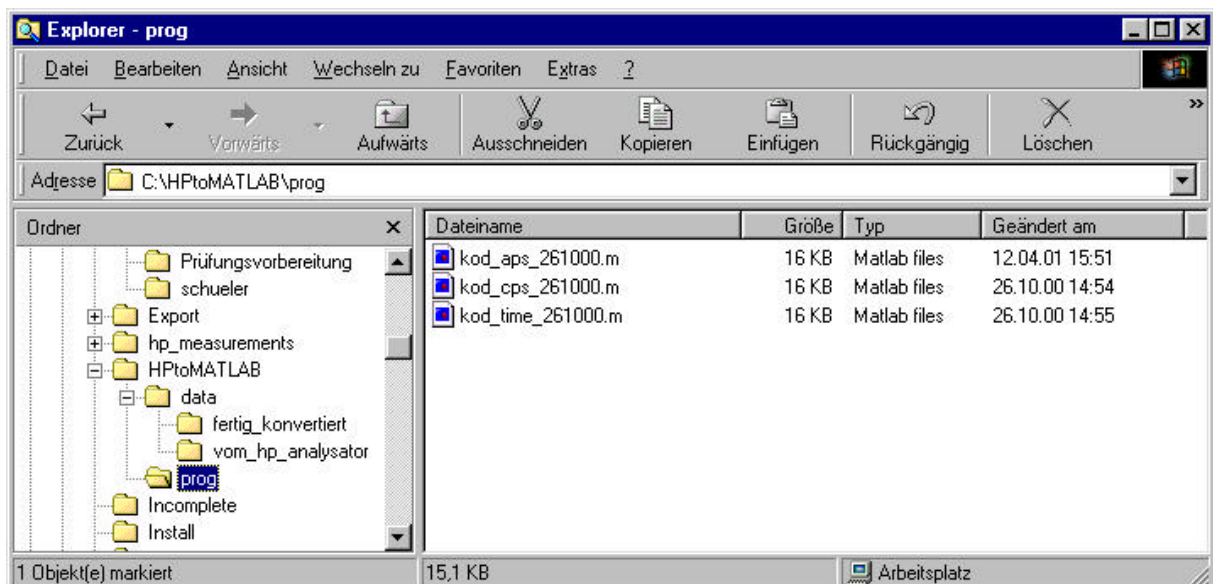 Explorer - prog
Datei Bearbeiten Ansicht Wechseln zu Favoriten Extras ?
Zurück Vorwärts Aufwärts Ausschneiden Kopieren Einfügen Rückgängig Löschen »
Adresse C:\HPtoMATLAB\prog
Ordner
Prüfungsvorbereitung
schueler
Export
hp_measurements
HPtoMATLAB
data
fertig_konvertiert
vom_hp_analysator
prog
Incomplete
Install
Dateiname Größe Typ Geändert am
kod_aps_261000.m 16 KB Matlab files 12.04.01 15:51
kod_cps_261000.m 16 KB Matlab files 26.10.00 14:54
kod_time_261000.m 16 KB Matlab files 26.10.00 14:55
1 Objekt(e) markiert 15,1 KB Arbeitsplatz